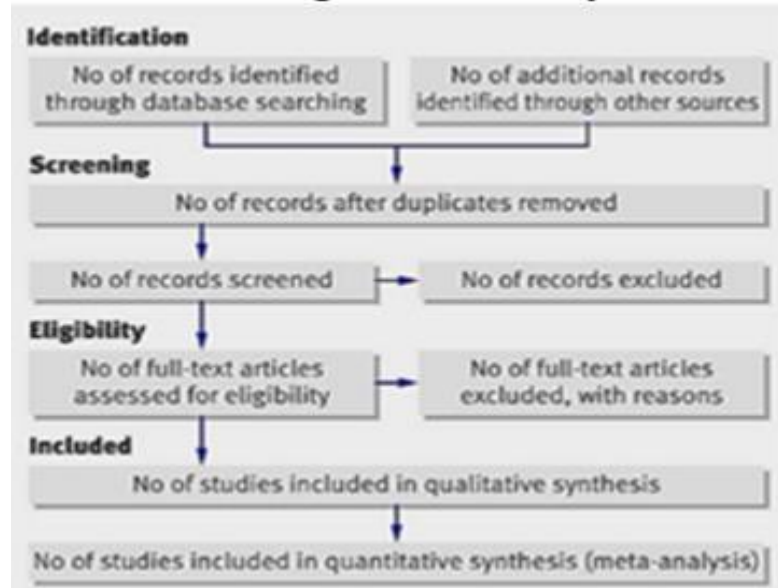 Identification
No of records identified
through database searching
No of additional records
identified through other sources
Screening
No of records after duplicates removed
No of records screened
No of records excluded
Eligibility
No of full-text articles
assessed for eligibility
No of full-text articles
excluded, with reasons
Included
No of studies included in qualitative synthesis
No of studies included in quantitative synthesis (meta-analysis)